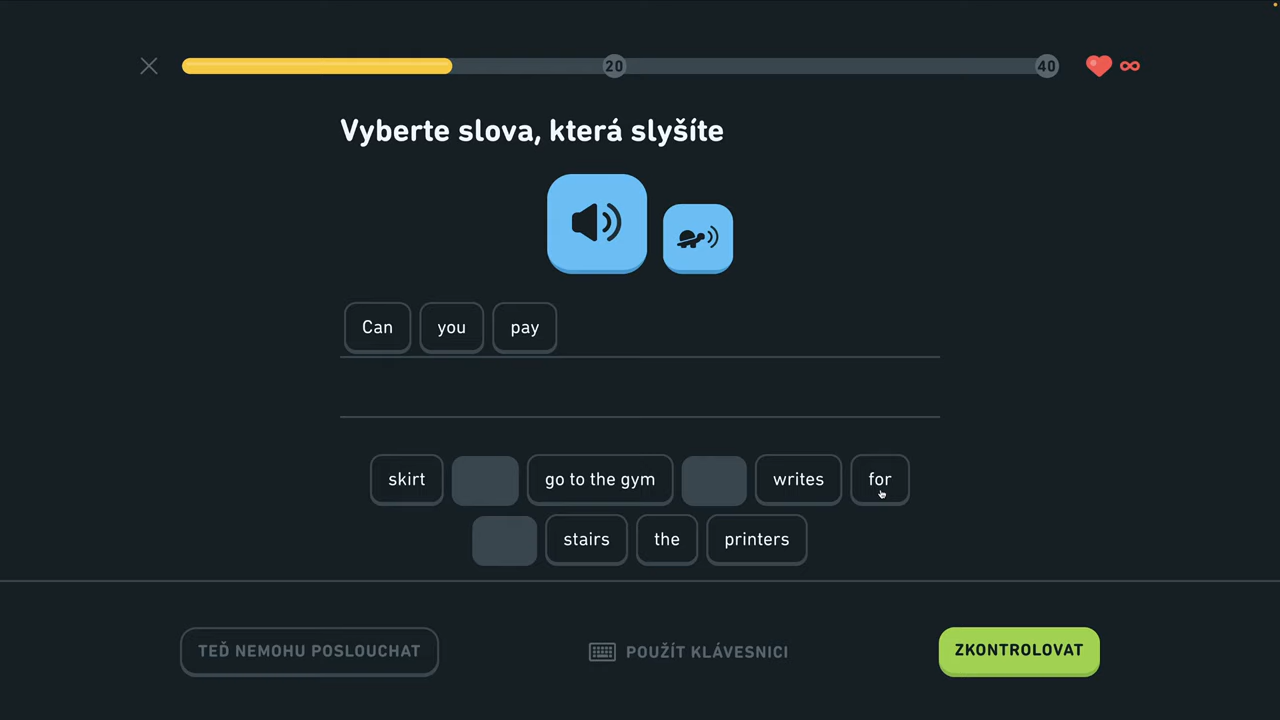 20 40
Vyberte slova, která slyšíte
Can you pay
skirt go to the gym writes for
stairs the printers
TEĎ NEMOHU POSLOUCHAT POUŽÍT KLÁVESNICI ZKONTROLOVAT